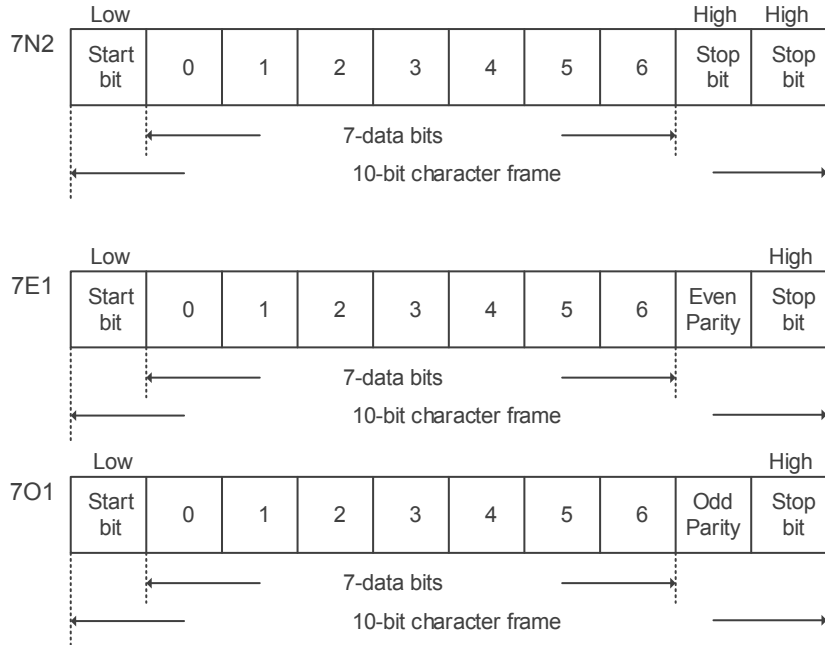 Low High High
7N2 Start bit 0 1 2 3 4 5 6 Stop bit Stop bit
7-data bits
10-bit character frame
Low High
7E1 Start bit 0 1 2 3 4 5 6 Even Parity Stop bit
7-data bits
10-bit character frame
Low High
7O1 Start bit 0 1 2 3 4 5 6 Odd Parity Stop bit
7-data bits
10-bit character frame